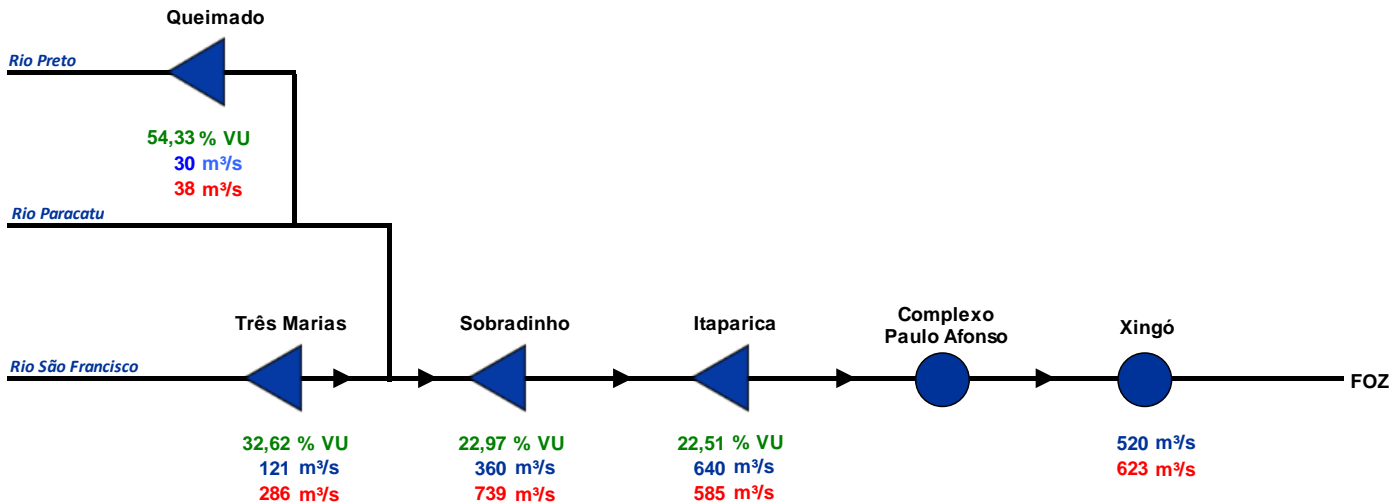 Queimado
Rio Preto
54,33 % VU
30 m³/s
38 m³/s
Rio Paracatu
Três Marias
Sobradinho
Itaparica
Complexo
Paulo Afonso
Xingó
Rio São Francisco
FOZ
32,62 % VU
121 m³/s
286 m³/s
22,97 % VU
360 m³/s
739 m³/s
22,51 % VU
640 m³/s
585 m³/s
520 m³/s
623 m³/s